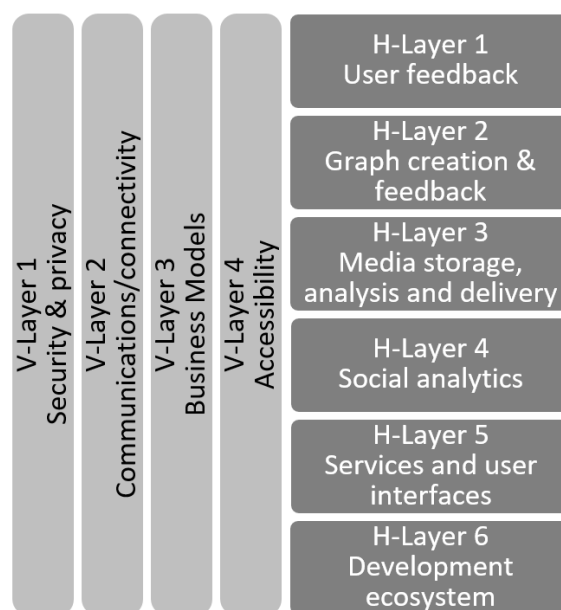 V-Layer 1
Security & privacy
V-Layer 2
Communications/connectivity
V-Layer 3
Business Models
V-Layer 4
Accessibility
H-Layer 1
User feedback
H-Layer 2
Graph creation &
feedback
H-Layer 3
Media storage,
analysis and delivery
H-Layer 4
Social analytics
H-Layer 5
Services and user
interfaces
H-Layer 6
Development
ecosystem